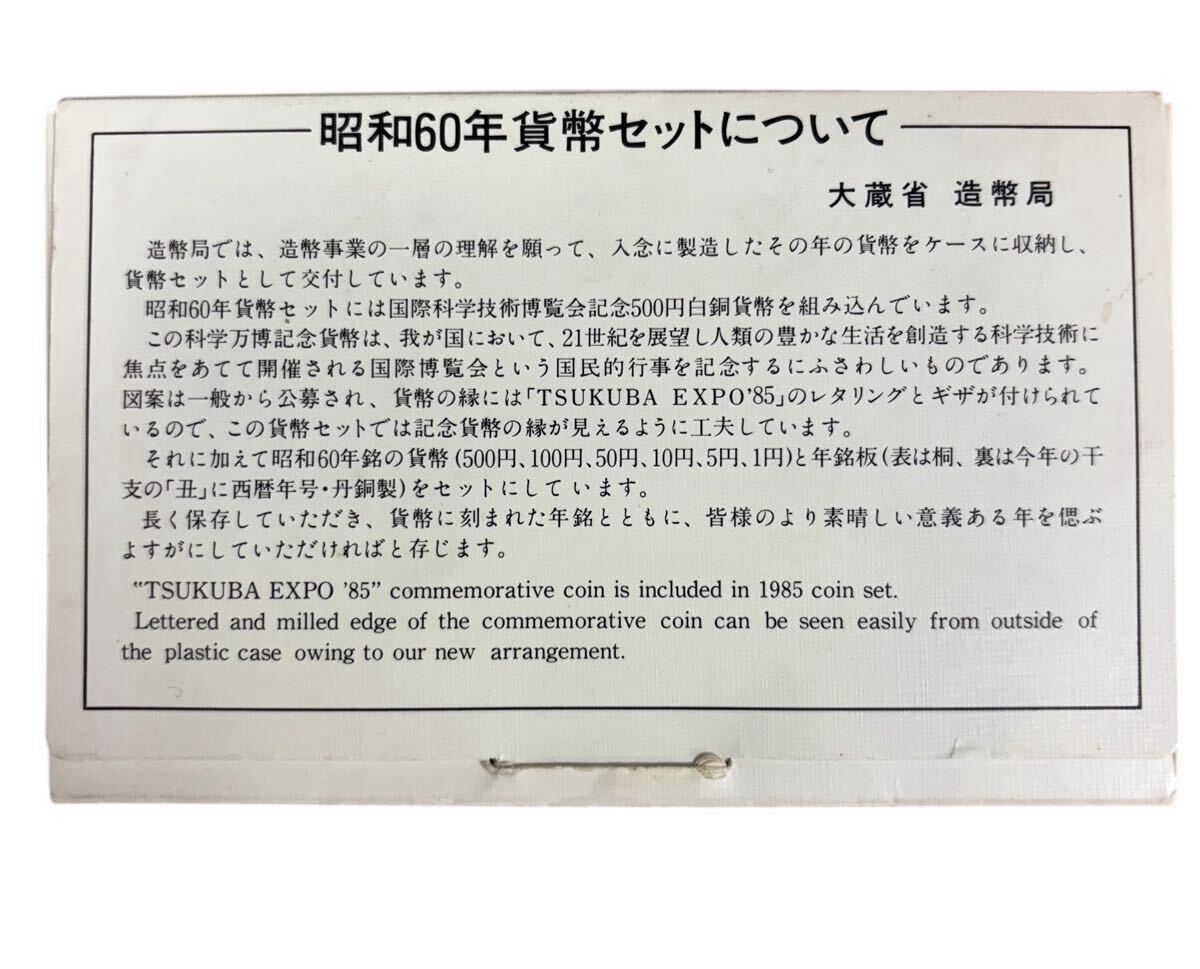 昭和60年貨幣セットについて
大蔵省 造幣局
造幣局では、造幣事業の一層の理解を願って、入念に製造したその年の貨幣をケースに収納し、
貨幣セットとして交付しています。
昭和60年貨幣セットには国際科学技術博覧会記念500円白銅貨幣を組み込んでいます。
この科学万博記念貨幣は、我が国において、21世紀を展望し人類の豊かな生活を創造する科学技術に
焦点をあてて開催される国際博覧会という国民的行事を記念するにふさわしいものであります。
図案は一般から公募され、貨幣の縁には「TSUKUBA EXPO'85」のレタリングとギザが付けられて
いるので、この貨幣セットでは記念貨幣の縁が見えるように工夫しています。
それに加えて昭和60年銘の貨幣(500円、100円、50円、10円、5円、1円)と年銘板(表は桐、裏は今年の干
支の「丑」に西暦年号・丹銅製)をセットにしています。
長く保存していただき、貨幣に刻まれた年銘とともに、皆様のより素晴しい意義ある年を偲ぶ
よすがにしていただければと存じます。
"TSUKUBA EXPO '85" commemorative coin is included in 1985 coin set.
Lettered and milled edge of the commemorative coin can be seen easily from outside of
the plastic case owing to our new arrangement.